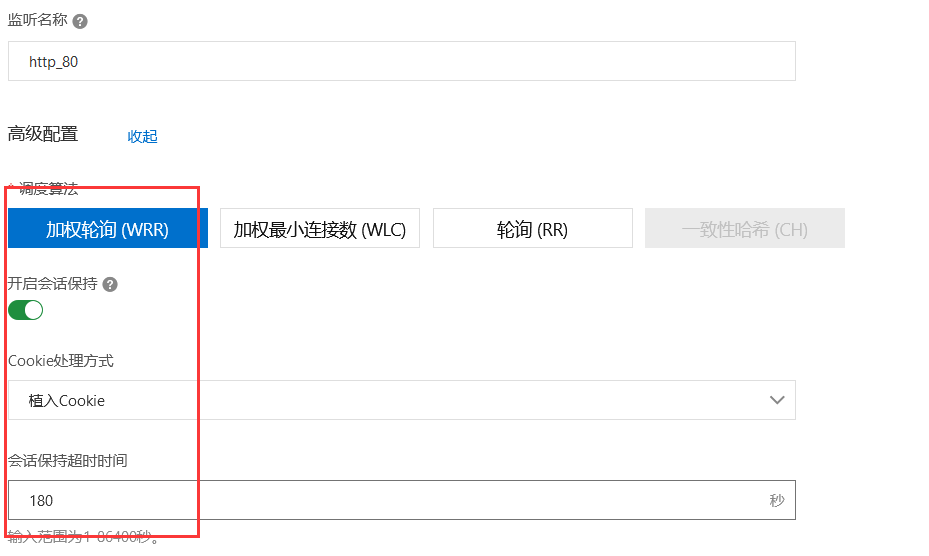 监听名称 ?
http_80
高级配置 收起
* 调度算法
加权轮询 (WRR) 加权最小连接数 (WLC) 轮询 (RR) 一致性哈希 (CH)
开启会话保持 ?
Cookie处理方式
植入Cookie
会话保持超时时间
180 秒
输入范围为1-86400秒。